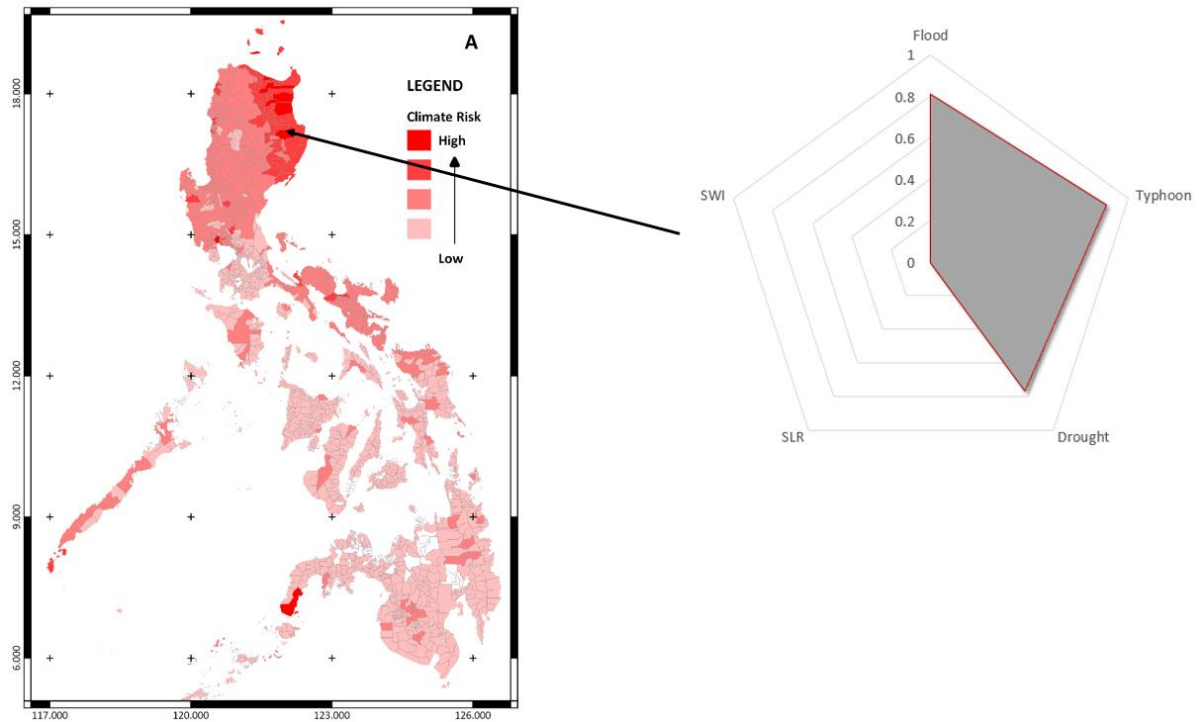 A
LEGEND
Climate Risk
High
Low
18.000
15.000
12.000
9.000
6.000
117.000
120.000
123.000
126.000
Flood
1
0.8
0.6
0.4
0.2
0
SWI
Typhoon
SLR
Drought